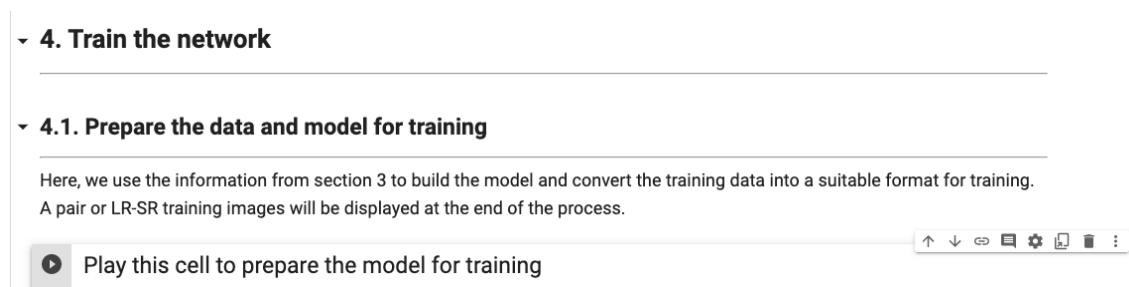 4. Train the network
4.1. Prepare the data and model for training
Here, we use the information from section 3 to build the model and convert the training data into a suitable format for training.
A pair or LR-SR training images will be displayed at the end of the process.
Play this cell to prepare the model for training